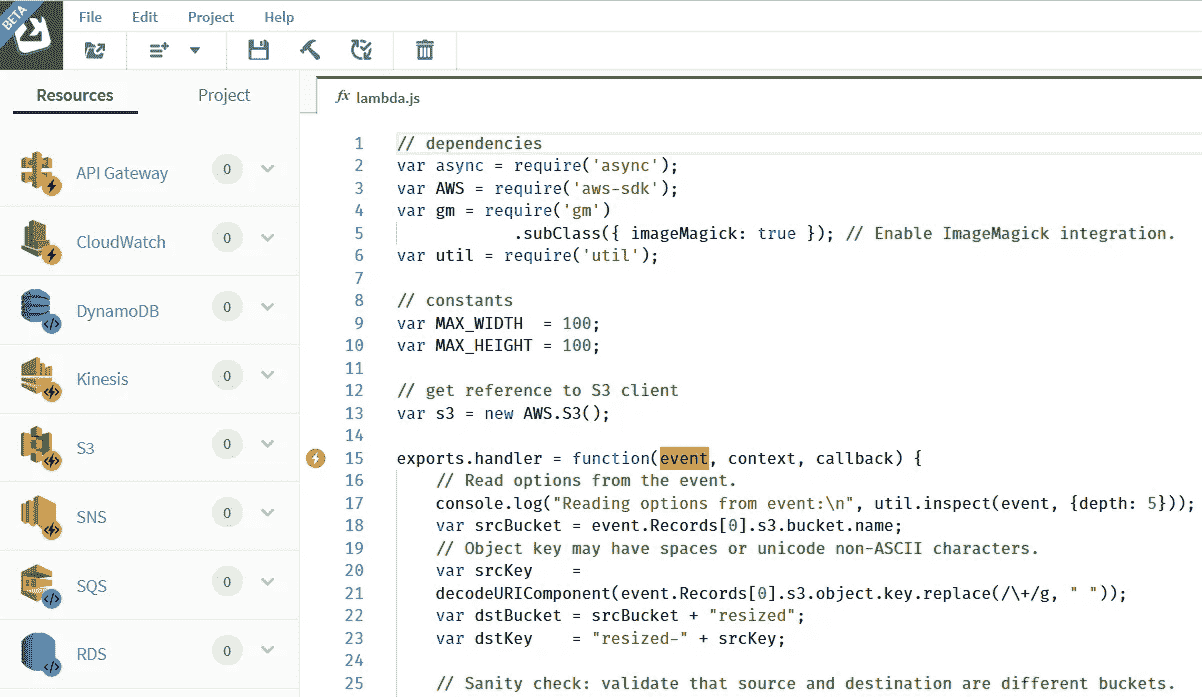 BETA
File Edit Project Help
Resources Project
API Gateway 0
CloudWatch 0
DynamoDB 0
Kinesis 0
S3 0
SNS 0
SQS 0
RDS 0
fx lambda.js
1 // dependencies
2 var async = require('async');
3 var AWS = require('aws-sdk');
4 var gm = require('gm')
5 .subClass({ imageMagick: true }); // Enable ImageMagick integration.
6 var util = require('util');
7
8 // constants
9 var MAX_WIDTH  = 100;
10 var MAX_HEIGHT = 100;
11
12 // get reference to S3 client
13 var s3 = new AWS.S3();
14
15 exports.handler = function(event, context, callback) {
16 // Read options from the event.
17 console.log("Reading options from event:\n", util.inspect(event, {depth: 5}));
18 var srcBucket = event.Records[0].s3.bucket.name;
19 // Object key may have spaces or unicode non-ASCII characters.
20 var srcKey    =
21 decodeURIComponent(event.Records[0].s3.object.key.replace(/\+/g, " "));
22 var dstBucket = srcBucket + "resized";
23 var dstKey    = "resized-" + srcKey;
24
25 // Sanity check: validate that source and destination are different buckets.